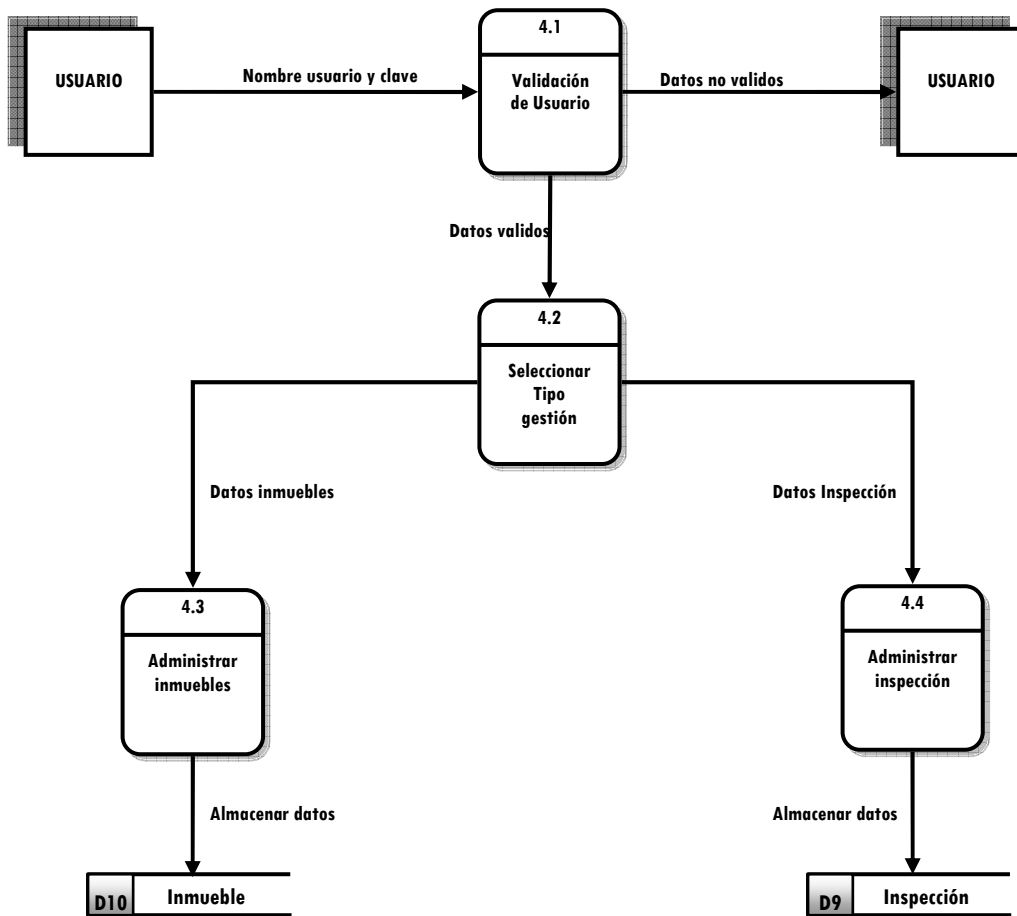 4.1
USUARIO
Nombre usuario y clave
Validación
de Usuario
Datos no validos
USUARIO
Datos validos
4.2
Seleccionar
Tipo
gestión
Datos inmuebles
Datos Inspección
4.3
Administrar
inmuebles
4.4
Administrar
inspección
Almacenar datos
Almacenar datos
D10 Inmueble
D9 Inspección